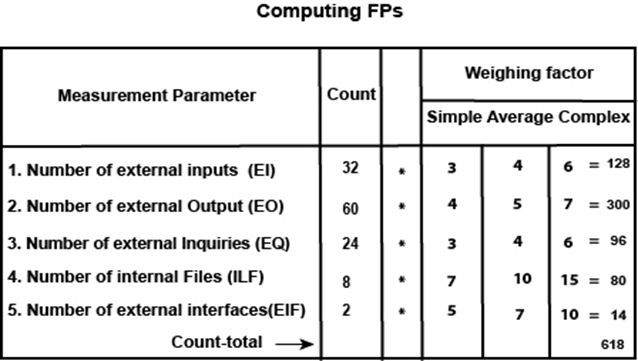 Computing FPs
Measurement Parameter Count Weighing factor
Simple Average Complex
1. Number of external inputs (EI) 32 * 3 4 6 = 128
2. Number of external Output (EO) 60 * 4 5 7 = 300
3. Number of external Inquiries (EQ) 24 * 3 4 6 = 96
4. Number of internal Files (ILF) 8 * 7 10 15 = 80
5. Number of external interfaces(EIF) 2 * 5 7 10 = 14
Count-total → 618